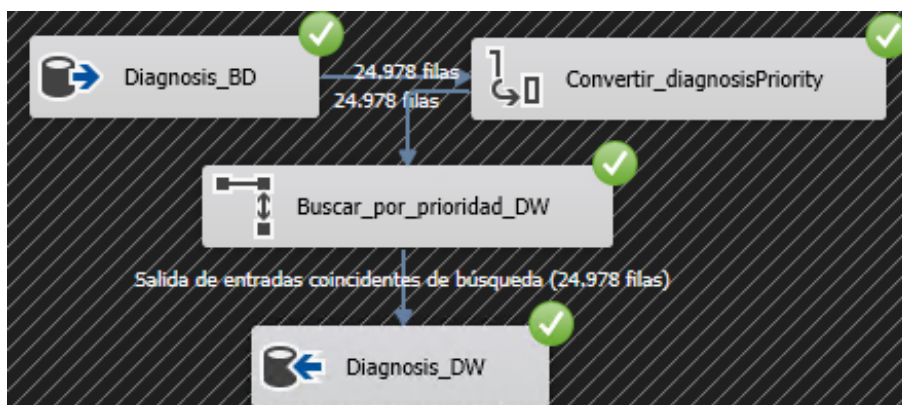 Diagnosis_BD
24.978 filas
Convertir_diagnosisPriority
24.978 filas
Buscar_por_prioridad_DW
Salida de entradas coincidentes de búsqueda (24.978 filas)
Diagnosis_DW